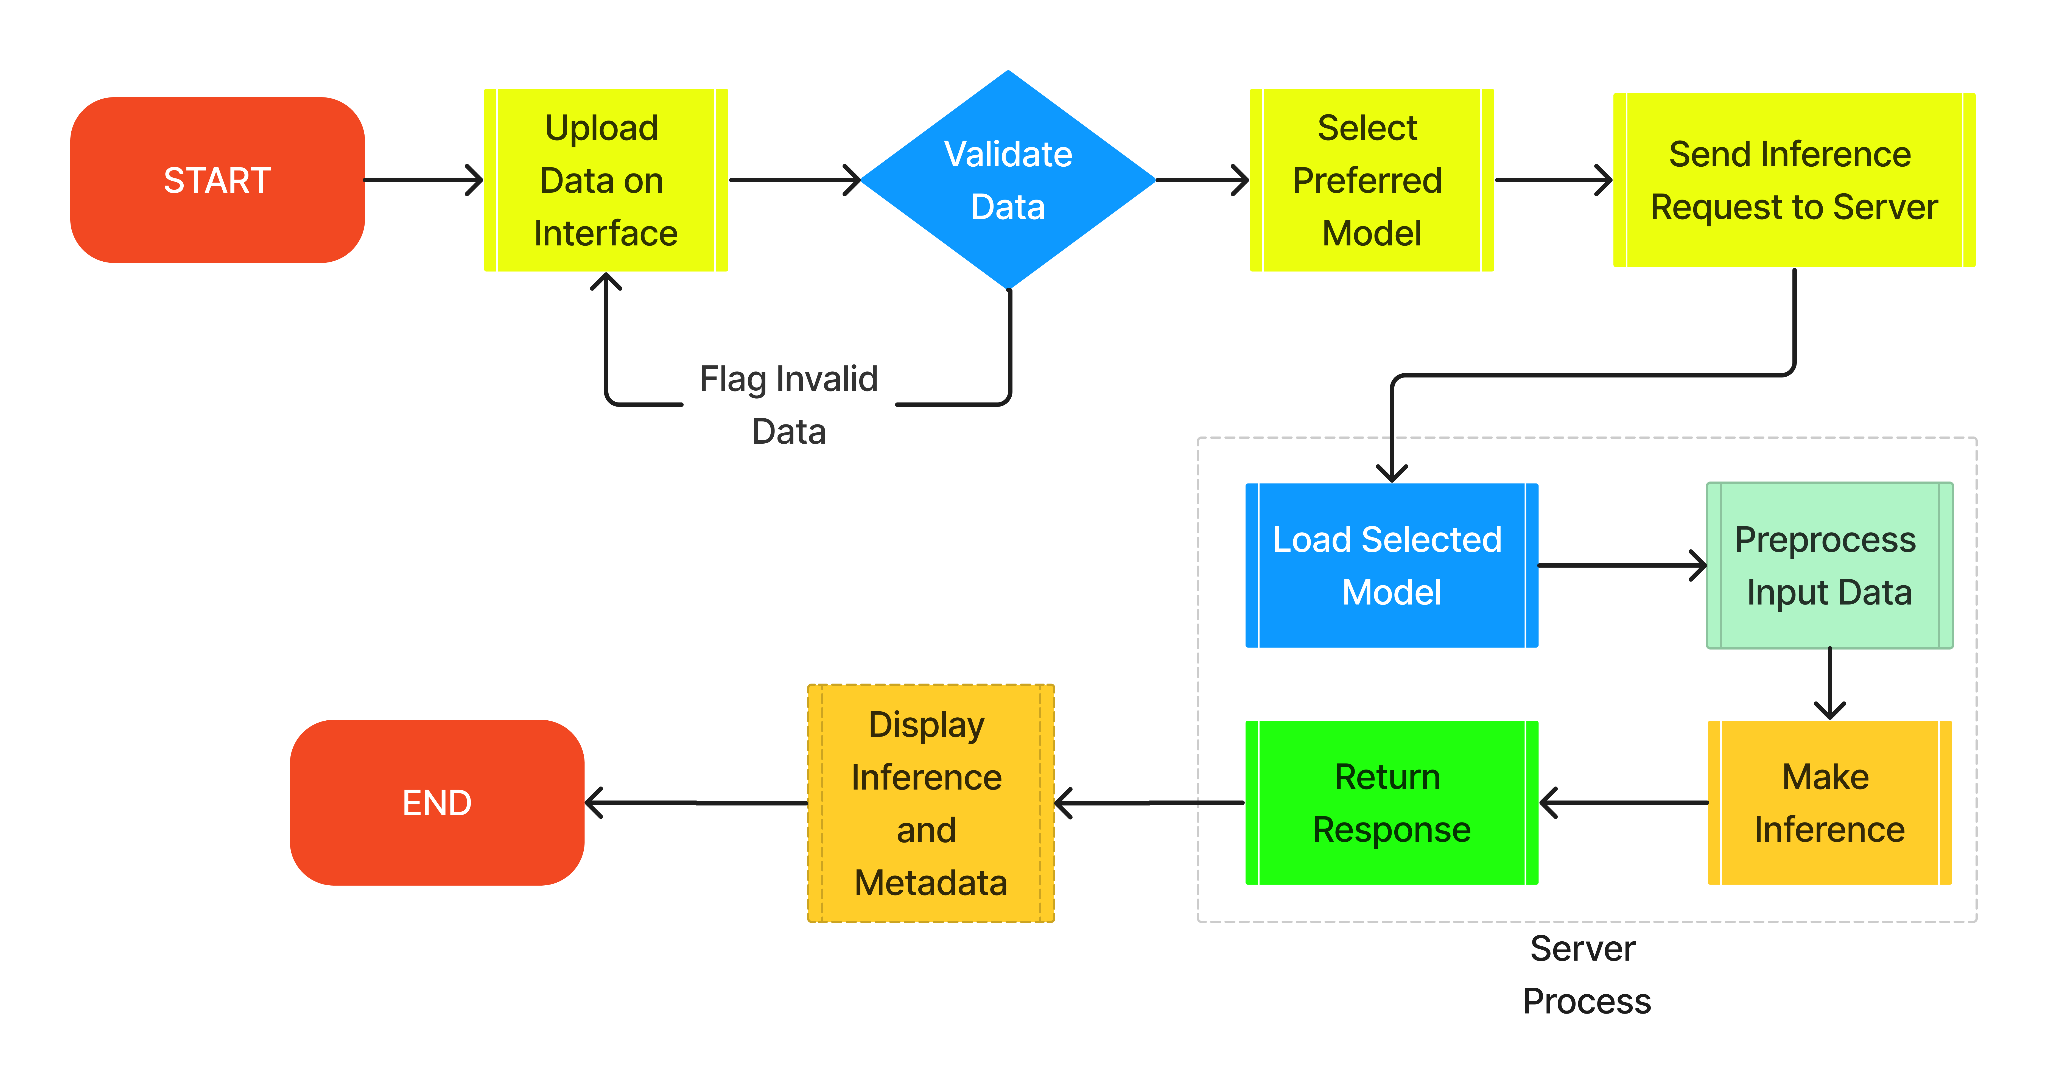 START
Upload
Data on
Interface
Validate
Data
Select
Preferred
Model
Send Inference
Request to Server
Flag Invalid
Data
Load Selected
Model
Preprocess
Input Data
Make
Inference
Return
Response
Display
Inference
and
Metadata
END
Server
Process